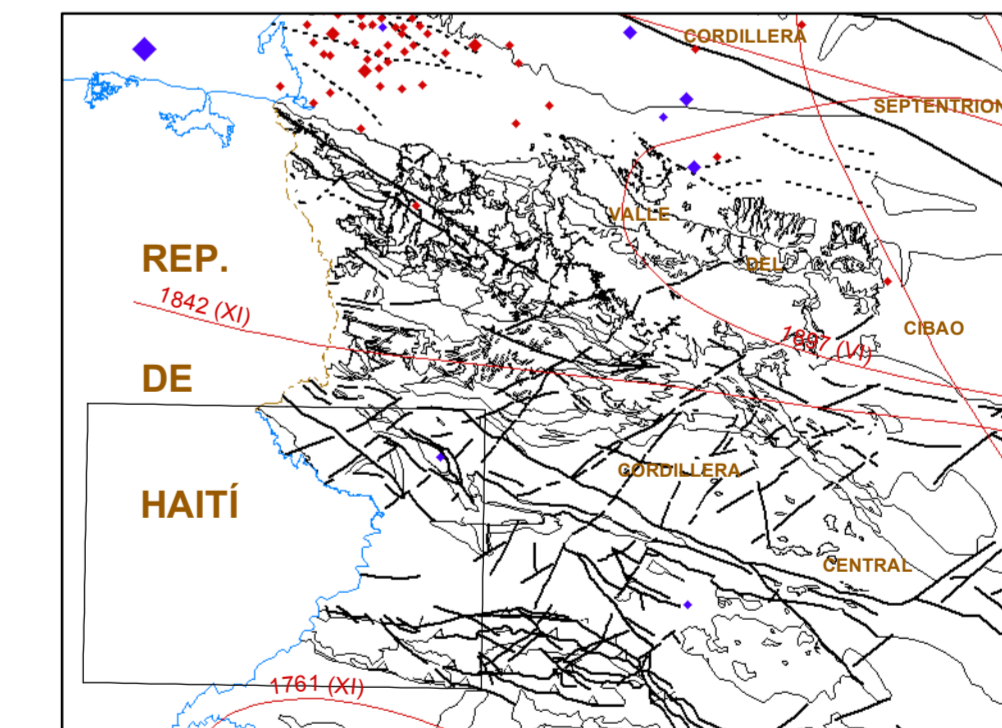 CORDILLERA
SEPTENTRION
VALLE
DEL
REP.
1842 (XI)
CIBAO
1897 (VI)
DE
CORDILLERA
HAITÍ
CENTRAL
1761 (XI)